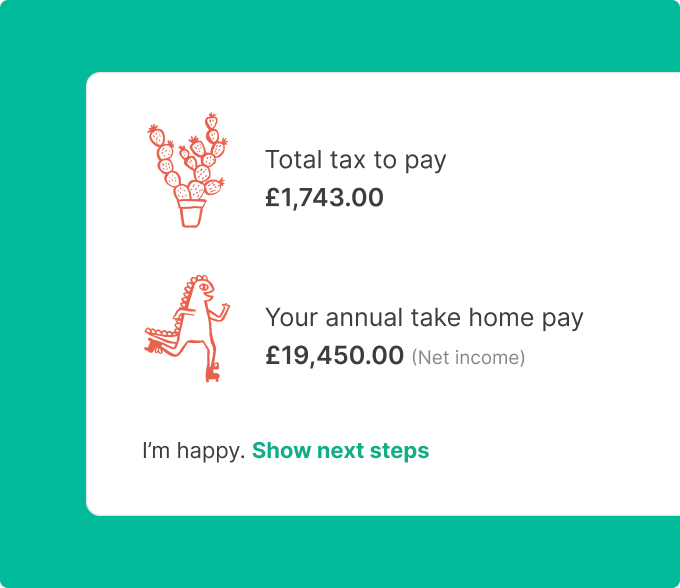 Total tax to pay
£1,743.00
Your annual take home pay
£19,450.00 (Net income)
I’m happy. Show next steps